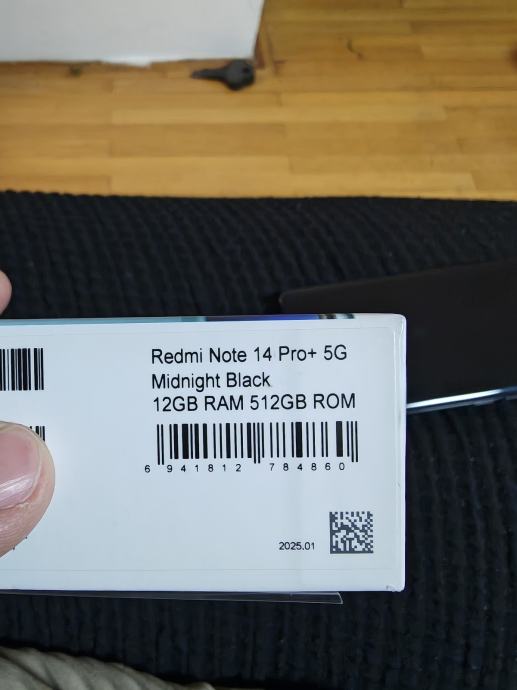 Redmi Note 14 Pro+ 5G
Midnight Black
12GB RAM 512GB ROM
6 941812 784860
2025.01